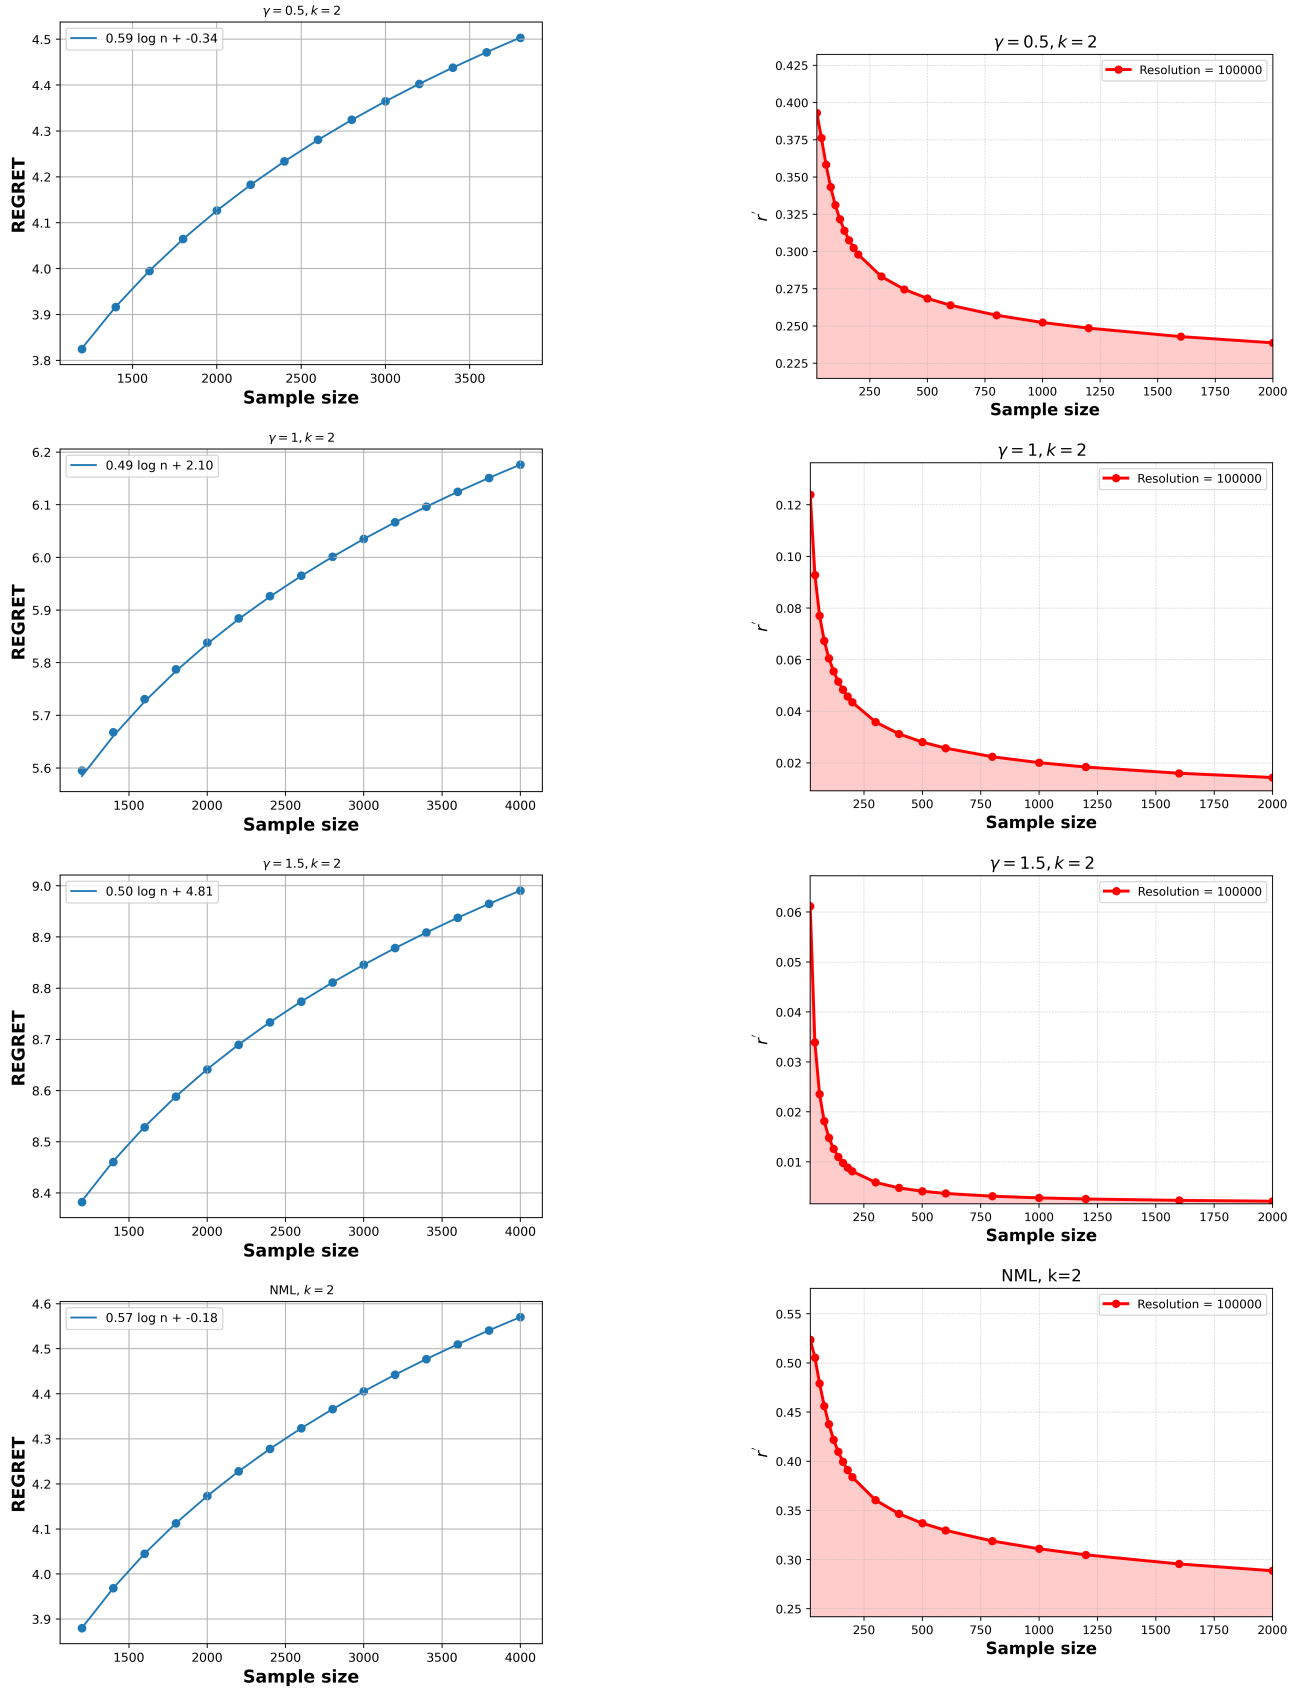 γ = 0.5, k = 2
0.59 log n + -0.34
4.5
4.4
4.3
4.2
4.1
4.0
3.9
3.8
REGRET
1500 2000 2500 3000 3500
Sample size
γ = 0.5, k = 2
Resolution = 100000
0.425
0.400
0.375
0.350
0.325
0.300
0.275
0.250
0.225
r′
250 500 750 1000 1250 1500 1750 2000
Sample size
γ = 1, k = 2
0.49 log n + 2.10
6.2
6.1
6.0
5.9
5.8
5.7
5.6
REGRET
1500 2000 2500 3000 3500 4000
Sample size
γ = 1, k = 2
Resolution = 100000
0.12
0.10
0.08
0.06
0.04
0.02
r′
250 500 750 1000 1250 1500 1750 2000
Sample size
γ = 1.5, k = 2
0.50 log n + 4.81
9.0
8.9
8.8
8.7
8.6
8.5
8.4
REGRET
1500 2000 2500 3000 3500 4000
Sample size
γ = 1.5, k = 2
Resolution = 100000
0.06
0.05
0.04
0.03
0.02
0.01
r′
250 500 750 1000 1250 1500 1750 2000
Sample size
NML, k = 2
0.57 log n + -0.18
4.6
4.5
4.4
4.3
4.2
4.1
4.0
3.9
REGRET
1500 2000 2500 3000 3500 4000
Sample size
NML, k=2
Resolution = 100000
0.55
0.50
0.45
0.40
0.35
0.30
0.25
r′
250 500 750 1000 1250 1500 1750 2000
Sample size